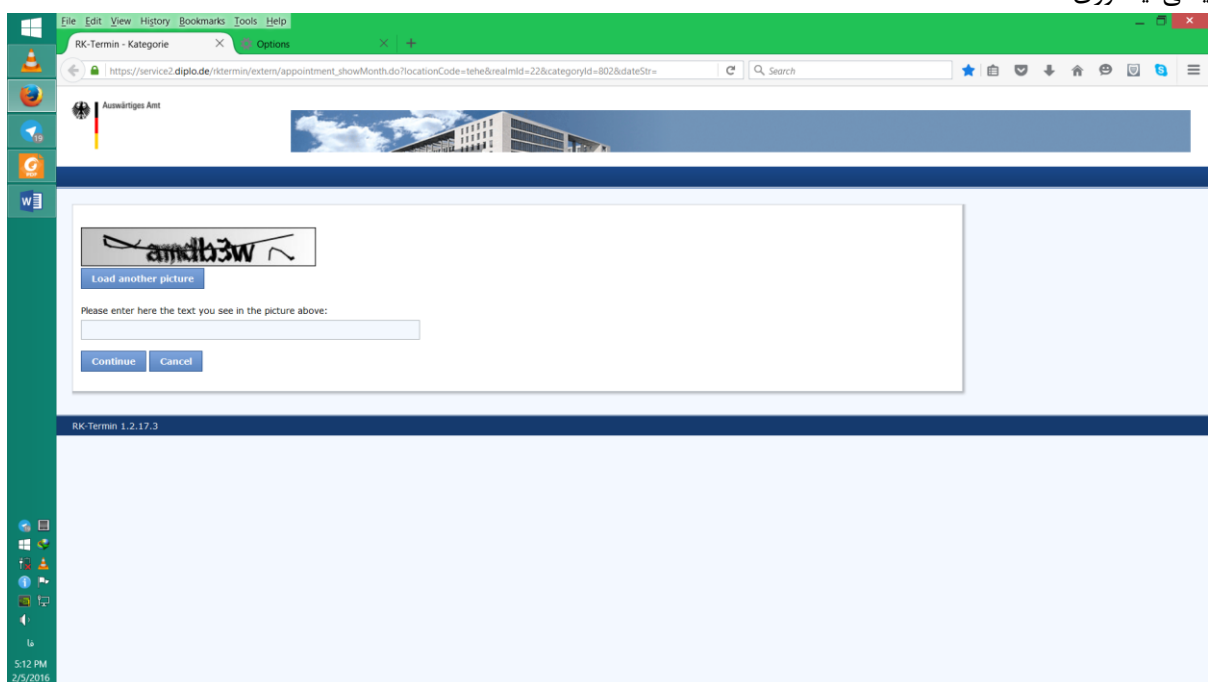 File Edit View History Bookmarks Tools Help
RK-Termin - Kategorie
Options
https://service2.diplo.de/rktermin/extern/appointment_showMonth.do?locationCode=tehe&realmId=22&categoryId=802&dateStr=
Search
Auswärtiges Amt
19
W
amdb3w
Load another picture
Please enter here the text you see in the picture above:
Continue Cancel
RK-Termin 1.2.17.3
فا
5:12 PM
2/5/2016